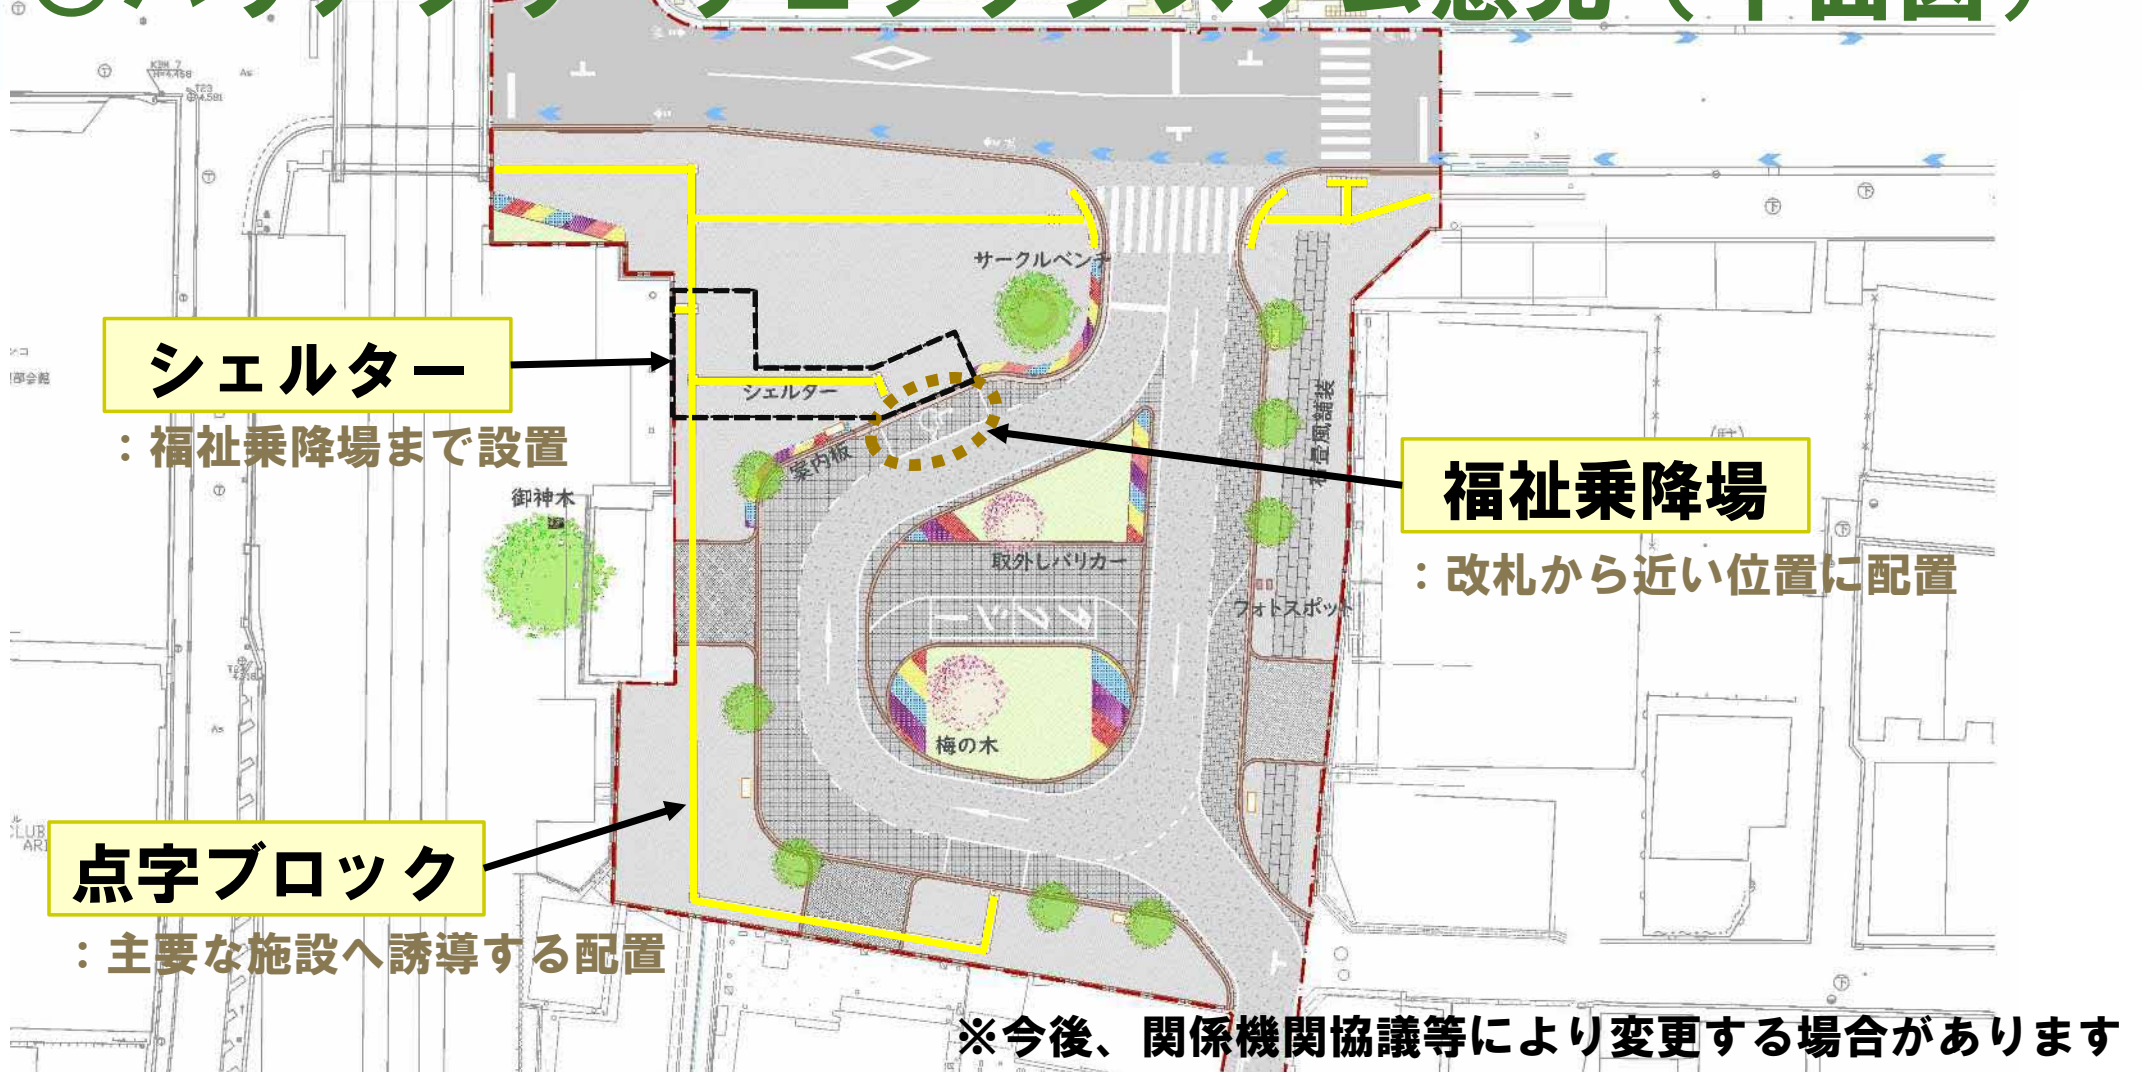 シェルター
：福祉乗降場まで設置
サークルベンチ
シェルター
案内板
御神木
福祉乗降場
：改札から近い位置に配置
取外しバリカー
フォトスポット
梅の木
点字ブロック
：主要な施設へ誘導する配置
※今後、関係機関協議等により変更する場合があります